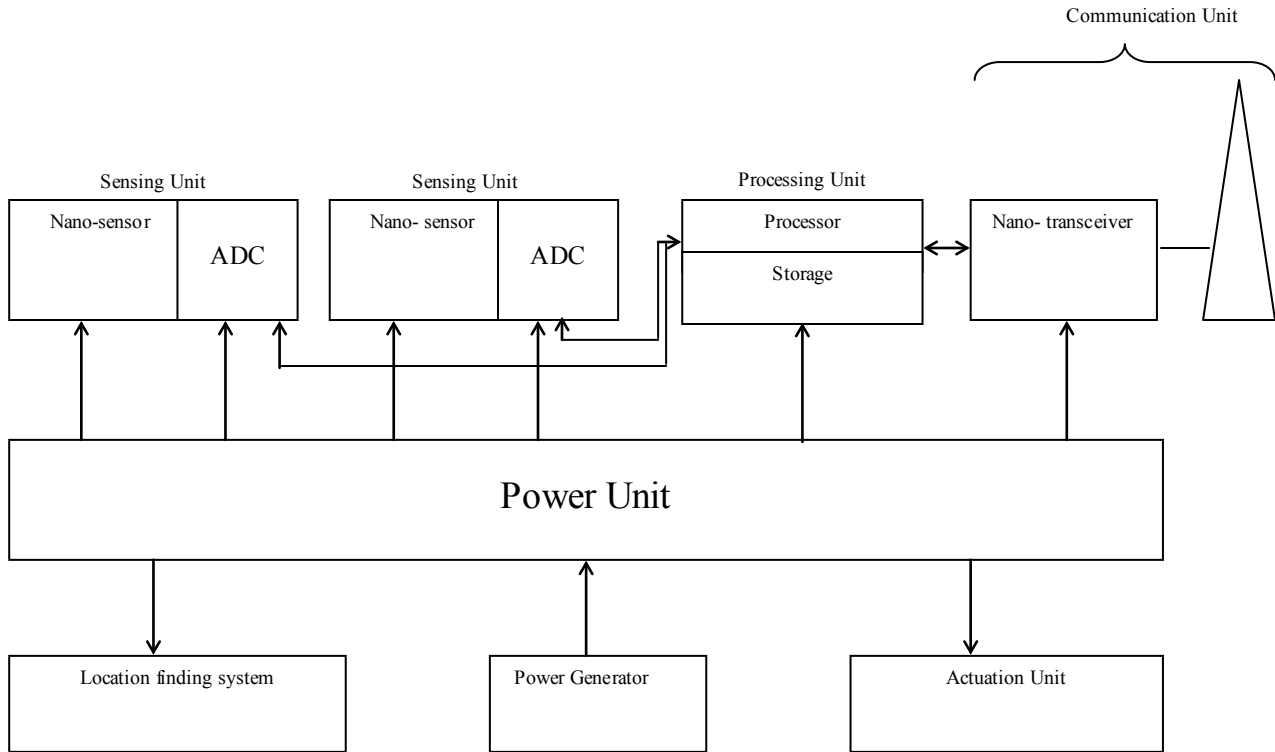 Communication Unit
Sensing Unit
Sensing Unit
Processing Unit
Nano-sensor
ADC
Nano- sensor
ADC
Processor
Nano- transceiver
Storage
Power Unit
Location finding system
Power Generator
Actuation Unit